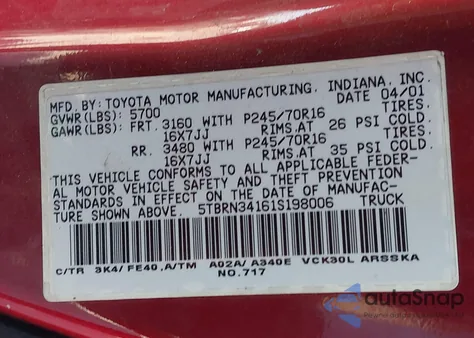 MFD. BY: TOYOTA MOTOR MANUFACTURING, INDIANA, INC.
GVWR(LBS): 5700 DATE 04/01
GAWR(LBS): FRT. 3160 WITH P245/70R16 TIRES.
16X7JJ RIMS.AT 26 PSI COLD.
RR. 3480 WITH P245/70R16 TIRES.
16X7JJ RIMS.AT 35 PSI COLD.
THIS VEHICLE CONFORMS TO ALL APPLICABLE FEDER-
AL MOTOR VEHICLE SAFETY AND THEFT PREVENTION
STANDARDS IN EFFECT ON THE DATE OF MANUFAC-
TURE SHOWN ABOVE. 5TBRN34161S198006 TRUCK
C/TR 3K4/ FE40,A/TM A02A/ A340E VCK30L ARSSKA
NO.717
autoSnap